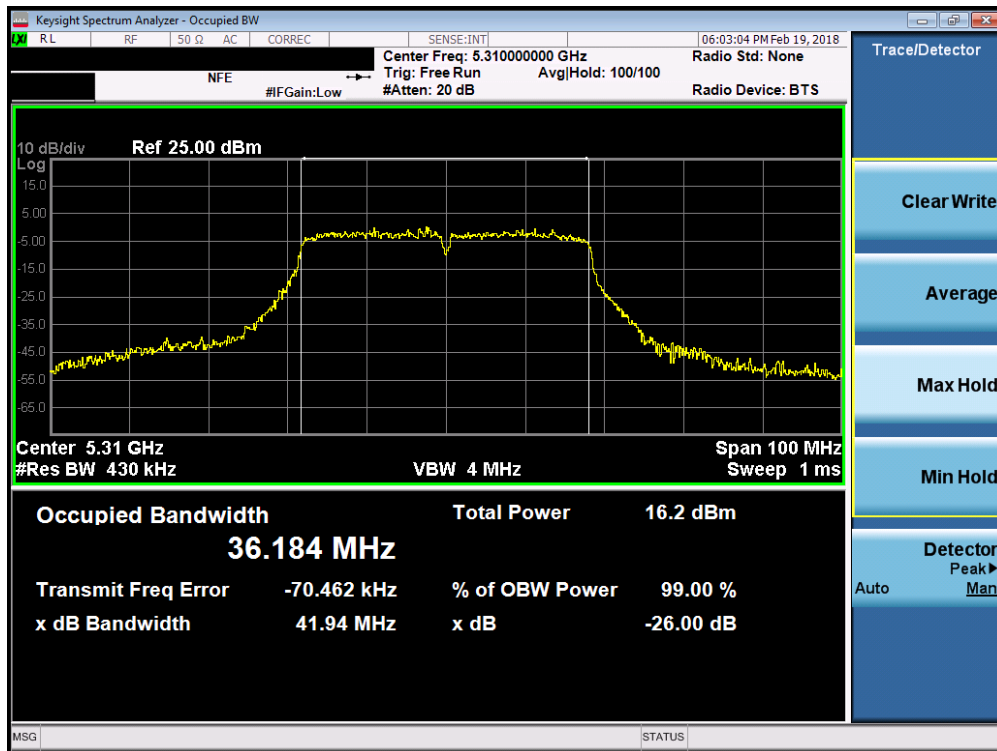 Keysight Spectrum Analyzer - Occupied BW
LXI RL RF 50 Ω AC CORREC SENSE:INT 06:03:04 PM Feb 19, 2018
Center Freq: 5.310000000 GHz Radio Std: None
NFE Trig: Free Run Avg|Hold: 100/100
#IFGain:Low #Atten: 20 dB Radio Device: BTS
Trace/Detector
10 dB/div Ref 25.00 dBm
Log
15.0
5.00
-5.00
-15.0
-25.0
-35.0
-45.0
-55.0
-65.0
Center 5.31 GHz Span 100 MHz
#Res BW 430 kHz VBW 4 MHz Sweep 1 ms
Occupied Bandwidth Total Power 16.2 dBm
36.184 MHz
Transmit Freq Error -70.462 kHz % of OBW Power 99.00 %
x dB Bandwidth 41.94 MHz x dB -26.00 dB
Clear Write
Average
Max Hold
Min Hold
Detector
Peak▶
Auto Man
MSG STATUS